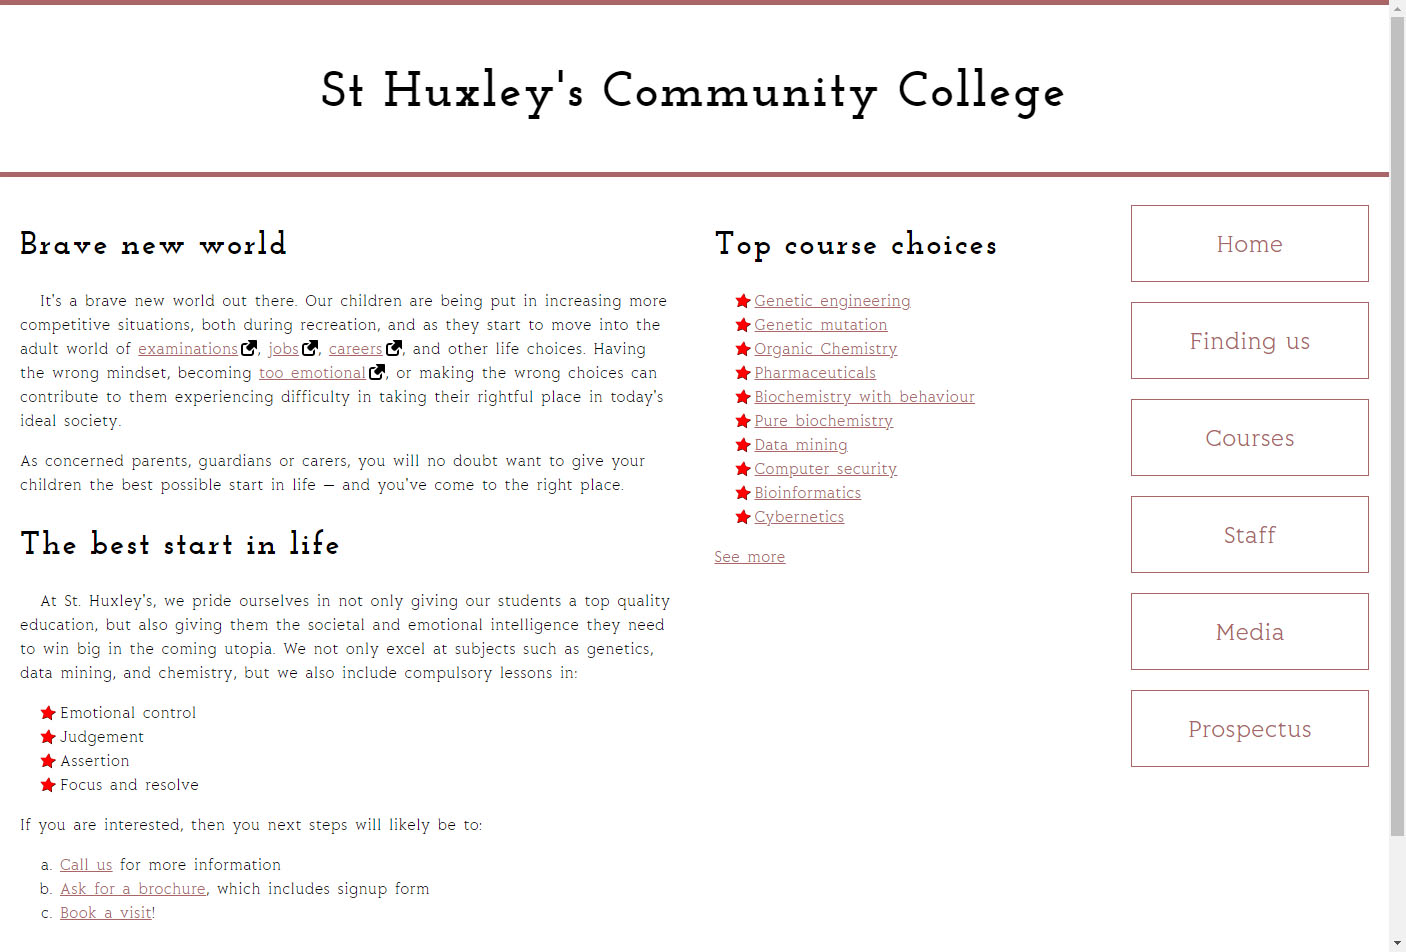 St Huxley's Community College
Brave new world
It's a brave new world out there. Our children are being put in increasing more
competitive situations, both during recreation, and as they start to move into the
adult world of examinations, jobs, careers, and other life choices. Having
the wrong mindset, becoming too emotional, or making the wrong choices can
contribute to them experiencing difficulty in taking their rightful place in today's
ideal society.
As concerned parents, guardians or carers, you will no doubt want to give your
children the best possible start in life — and you've come to the right place.
The best start in life
At St. Huxley's, we pride ourselves in not only giving our students a top quality
education, but also giving them the societal and emotional intelligence they need
to win big in the coming utopia. We not only excel at subjects such as genetics,
data mining, and chemistry, but we also include compulsory lessons in:
Emotional control
Judgement
Assertion
Focus and resolve
If you are interested, then you next steps will likely be to:
a. Call us for more information
b. Ask for a brochure, which includes signup form
c. Book a visit!
Top course choices
Genetic engineering
Genetic mutation
Organic Chemistry
Pharmaceuticals
Biochemistry with behaviour
Pure biochemistry
Data mining
Computer security
Bioinformatics
Cybernetics
See more
Home
Finding us
Courses
Staff
Media
Prospectus